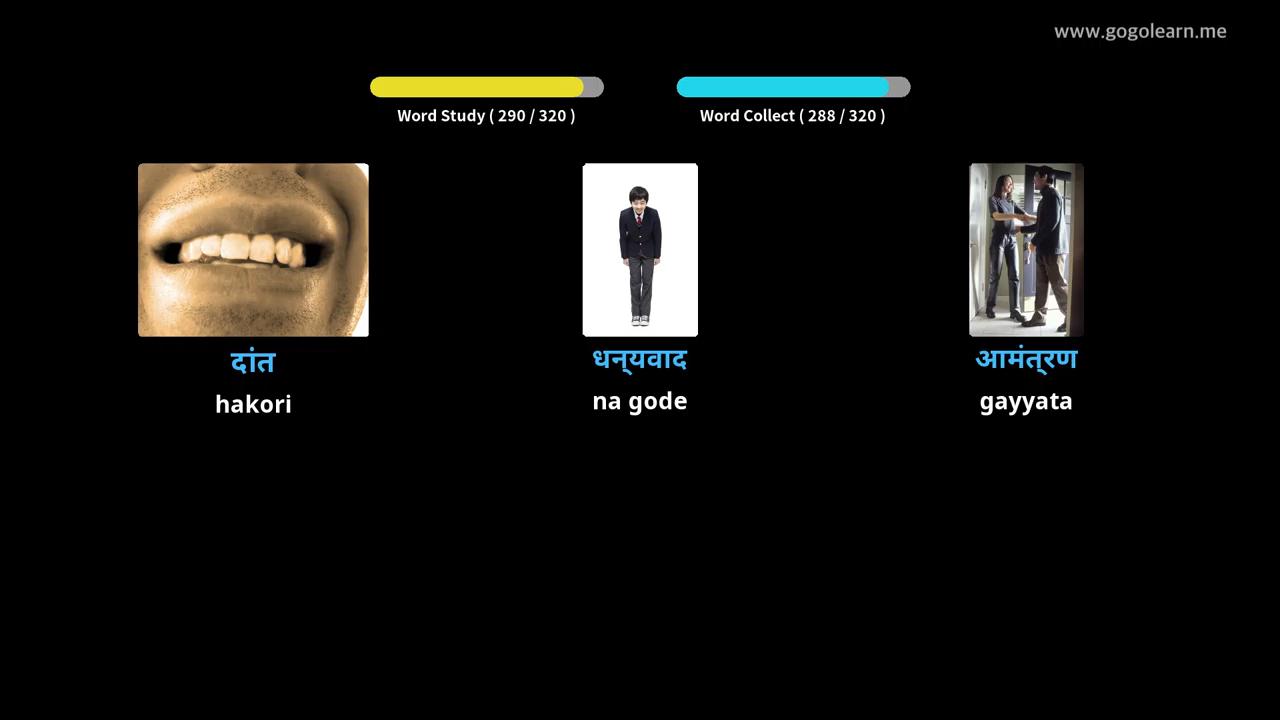 www.gogolearn.me
Word Study ( 290 / 320 )
Word Collect ( 288 / 320 )
दांत
धन्यवाद
आमंत्रण
hakori
na gode
gayyata